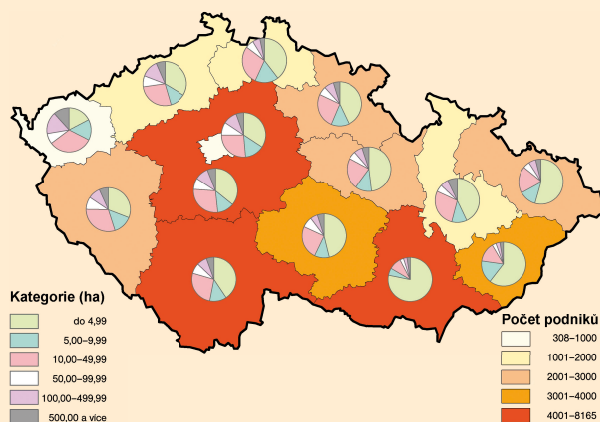 Kategorie (ha)
do 4,99
5,00–9,99
10,00–49,99
50,00–99,99
100,00–499,99
500,00 a více
Počet podniků
308–1000
1001–2000
2001–3000
3001–4000
4001–8165